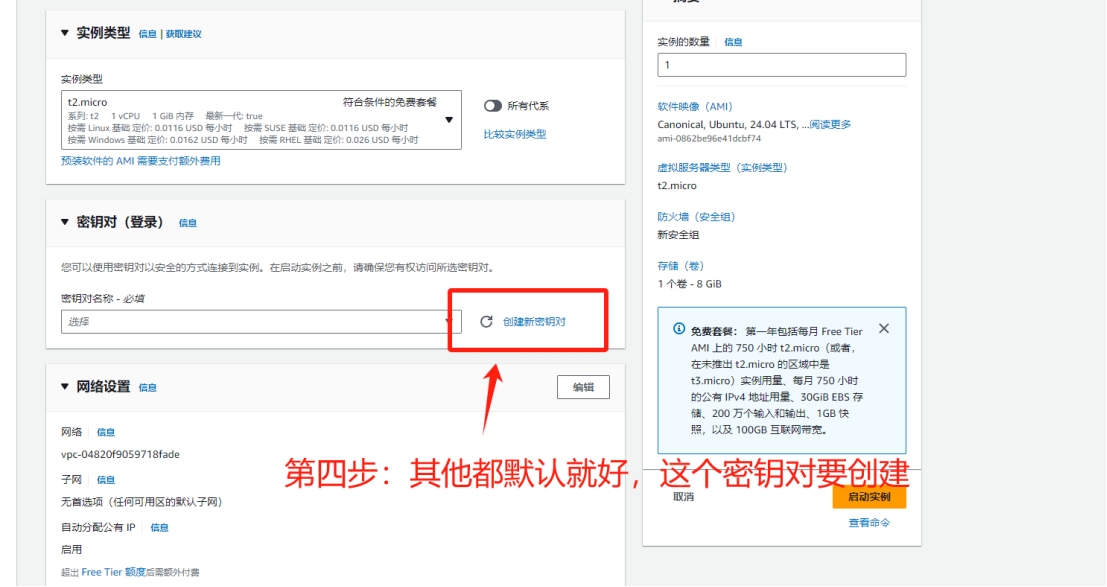 摘要
▼ 实例类型 信息 | 获取建议
实例类型
t2.micro 符合条件的免费套餐
系列: t2 1 vCPU 1 GiB 内存 最新一代: true
按需 Linux 基础 定价: 0.0116 USD 每小时 按需 SUSE 基础 定价: 0.0116 USD 每小时
按需 Windows 基础 定价: 0.0162 USD 每小时 按需 RHEL 基础 定价: 0.026 USD 每小时
所有代系
比较实例类型
预装软件的 AMI 需要支付额外费用
▼ 密钥对（登录） 信息
您可以使用密钥对以安全的方式连接到实例。在启动实例之前，请确保您有权访问所选密钥对。
密钥对名称 - 必填
选择
创建新密钥对
▼ 网络设置 信息
编辑
网络 信息
vpc-04820f9059718fade
子网 信息
无首选项（任何可用区的默认子网）
自动分配公有 IP 信息
启用
超出 Free Tier 额度后需额外付费
第四步：其他都默认就好，这个密钥对要创建
实例的数量 信息
1
软件映像（AMI）
Canonical, Ubuntu, 24.04 LTS, ...阅读更多
ami-0862be96e41dcbf74
虚拟服务器类型（实例类型）
t2.micro
防火墙（安全组）
新安全组
存储（卷）
1 个卷 - 8 GiB
免费套餐： 第一年包括每月 Free Tier
AMI 上的 750 小时 t2.micro（或者，
在未推出 t2.micro 的区域中是
t3.micro）实例用量、每月 750 小时
的公有 IPv4 地址用量、30GiB EBS 存
储、200 万个输入和输出、1GB 快
照，以及 100GB 互联网带宽。
取消
启动实例
查看命令